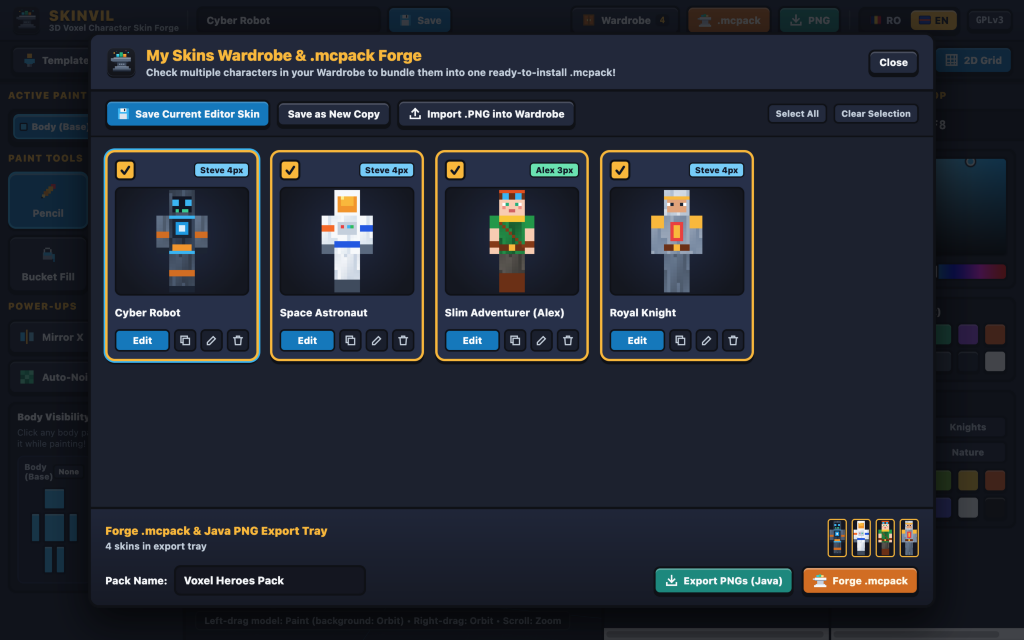 SKINVIL
3D Voxel Character Skin Forge
Cyber Robot
Save
Wardrobe 4
.mcpack
PNG
RO
EN
GPLv3
Template
2D Grid
My Skins Wardrobe & .mcpack Forge
Check multiple characters in your Wardrobe to bundle them into one ready-to-install .mcpack!
Close
ACTIVE PAINT
Body (Base)
Save Current Editor Skin
Save as New Copy
Import .PNG into Wardrobe
Select All
Clear Selection
PAINT TOOLS
Pencil
Bucket Fill
POWER-UPS
Mirror X
Auto-Noi
Steve 4px
Steve 4px
Alex 3px
Steve 4px
Cyber Robot
Space Astronaut
Slim Adventurer (Alex)
Royal Knight
Edit
Edit
Edit
Edit
Body Visibility
Click any body p
it while painting!
Body
(Base)
None
Knights
Nature
Forge .mcpack & Java PNG Export Tray
4 skins in export tray
Pack Name:
Voxel Heroes Pack
Export PNGs (Java)
Forge .mcpack
Left-drag model: Paint (background: Orbit) • Right-drag: Orbit • Scroll: Zoom